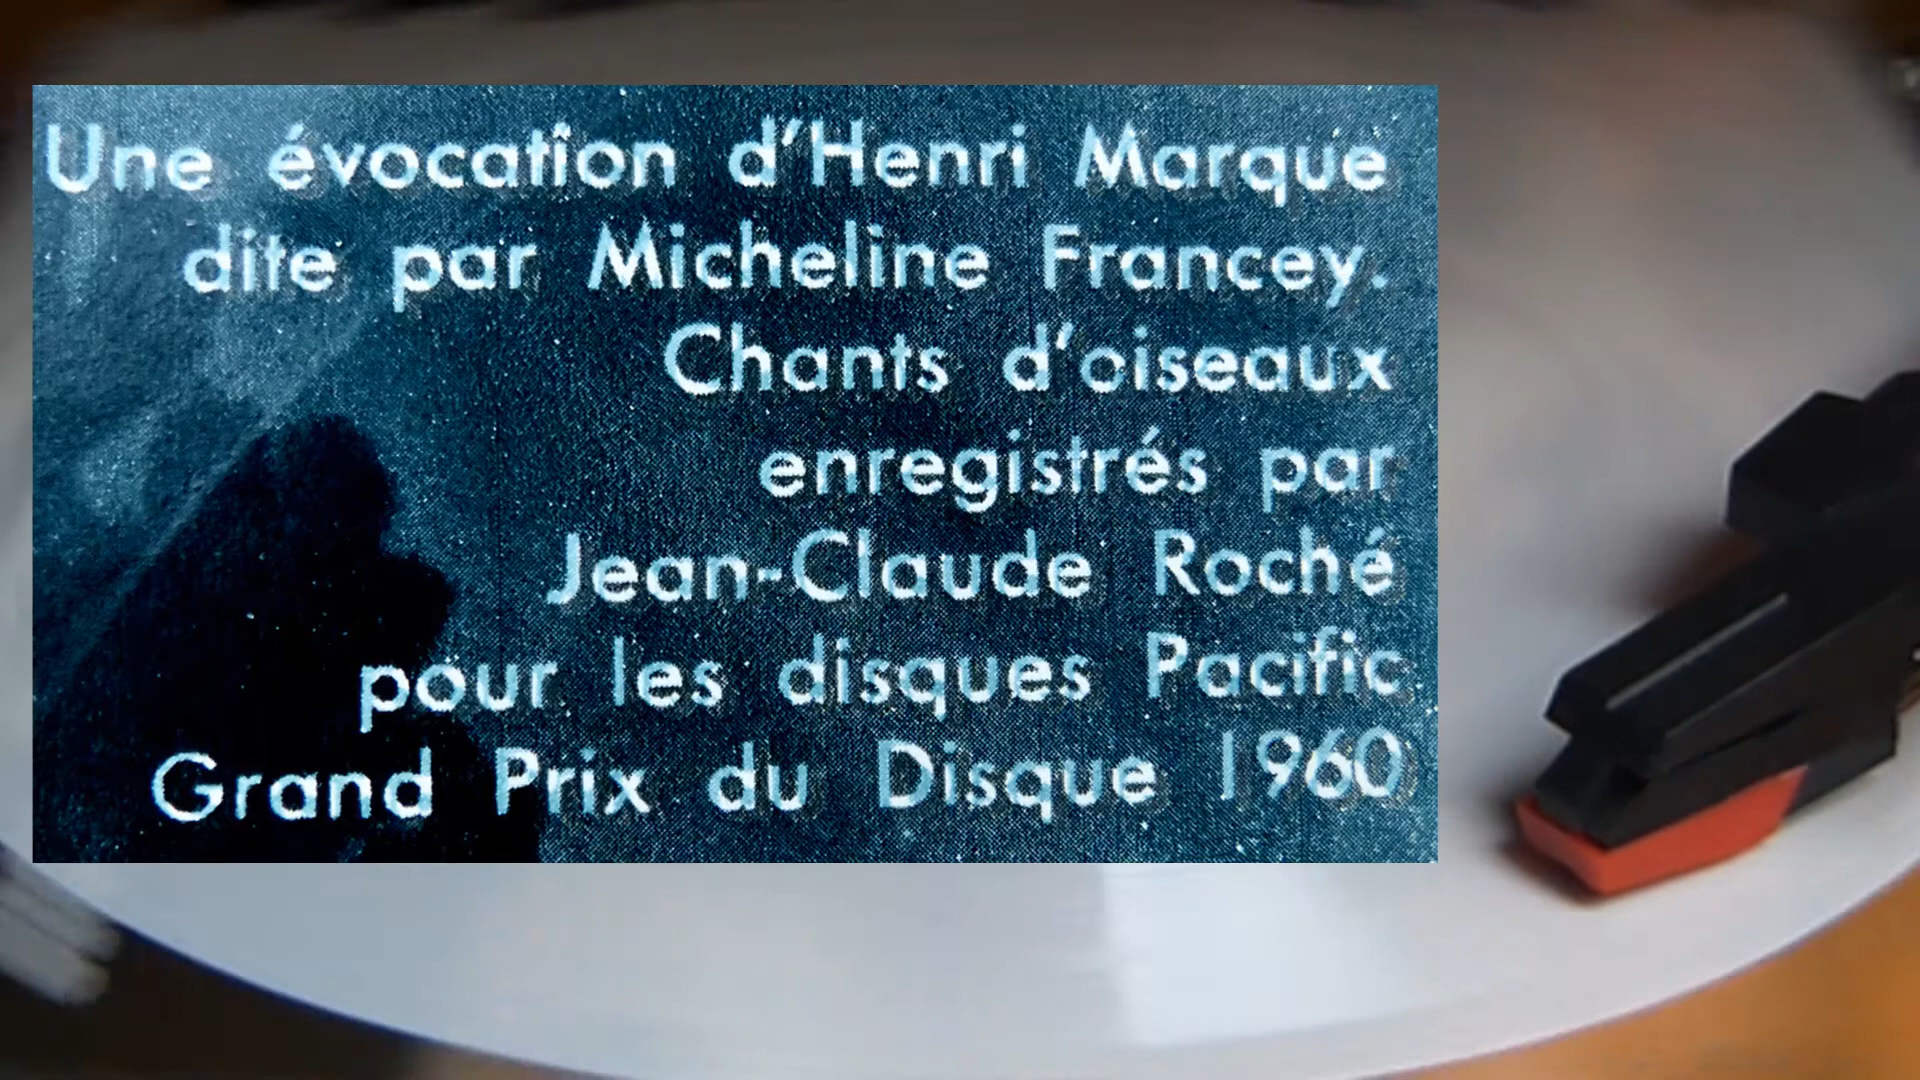 Une évocation d'Henri Marque
dite par Micheline Francey.
Chants d'oiseaux
enregistrés par
Jean-Claude Roché
pour les disques Pacific
Grand Prix du Disque 1960